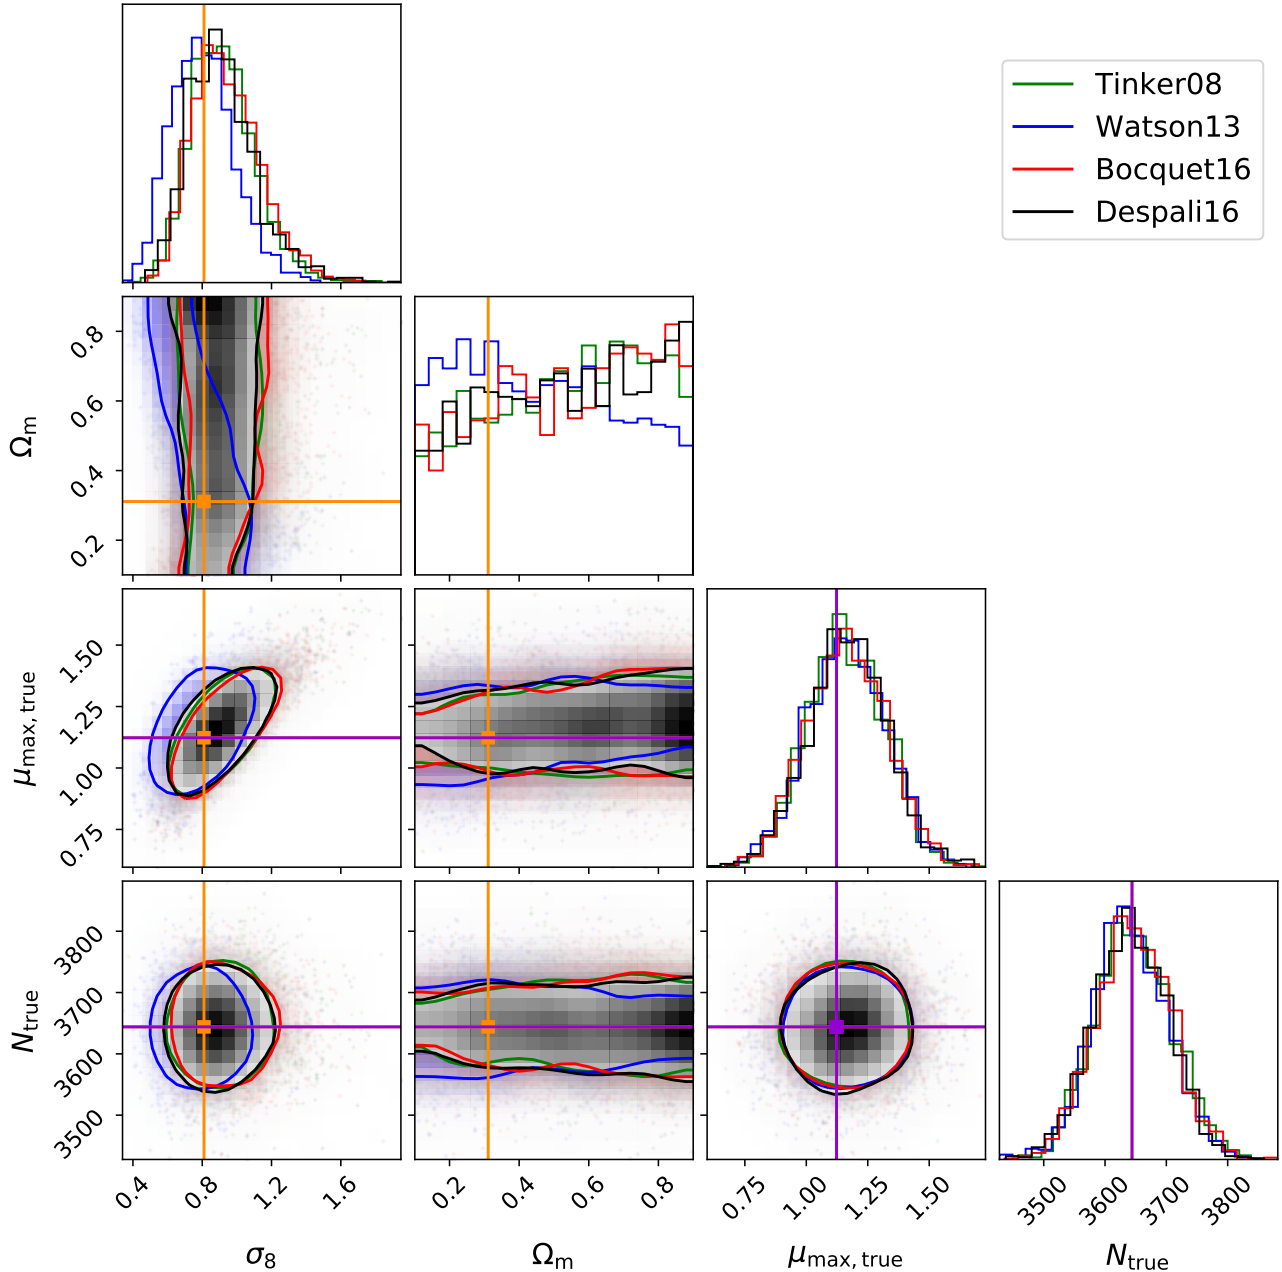 Tinker08
Watson13
Bocquet16
Despali16
Ωm
0.8
0.6
0.4
0.2
μmax, true
1.50
1.25
1.00
0.75
Ntrue
3800
3700
3600
3500
0.4 0.8 1.2 1.6
0.2 0.4 0.6 0.8
0.75 1.00 1.25 1.50
3500 3600 3700 3800
σ8 Ωm μmax, true Ntrue